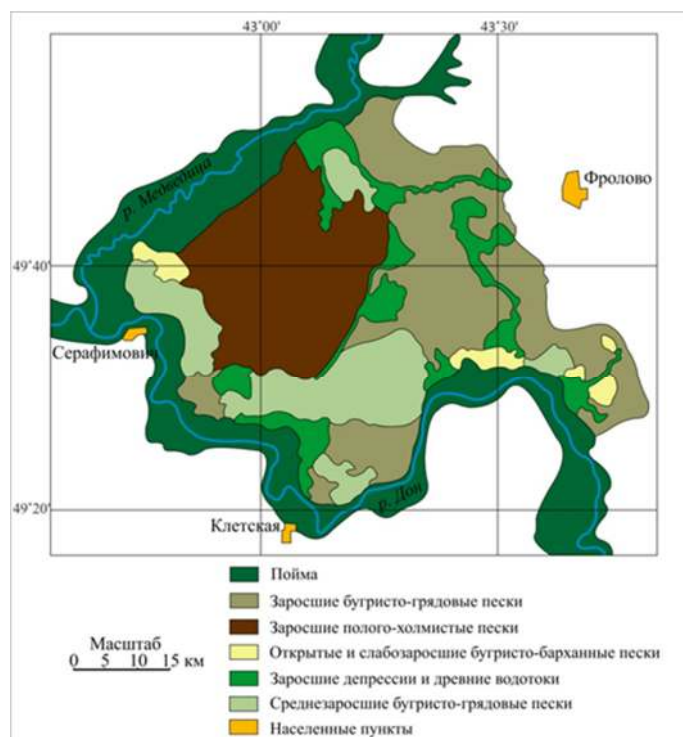 43°00'
43°30'
р. Медведица
Фролово
49°40'
Серафимович
р. Дон
49°20'
Клетская
Пойма
Заросшие бугристо-грядовые пески
Заросшие полого-холмистые пески
Масштаб
0 5 10 15 км
Открытые и слабозаросшие бугристо-барханные пески
Заросшие депрессии и древние водотоки
Среднезаросшие бугристо-грядовые пески
Населенные пункты